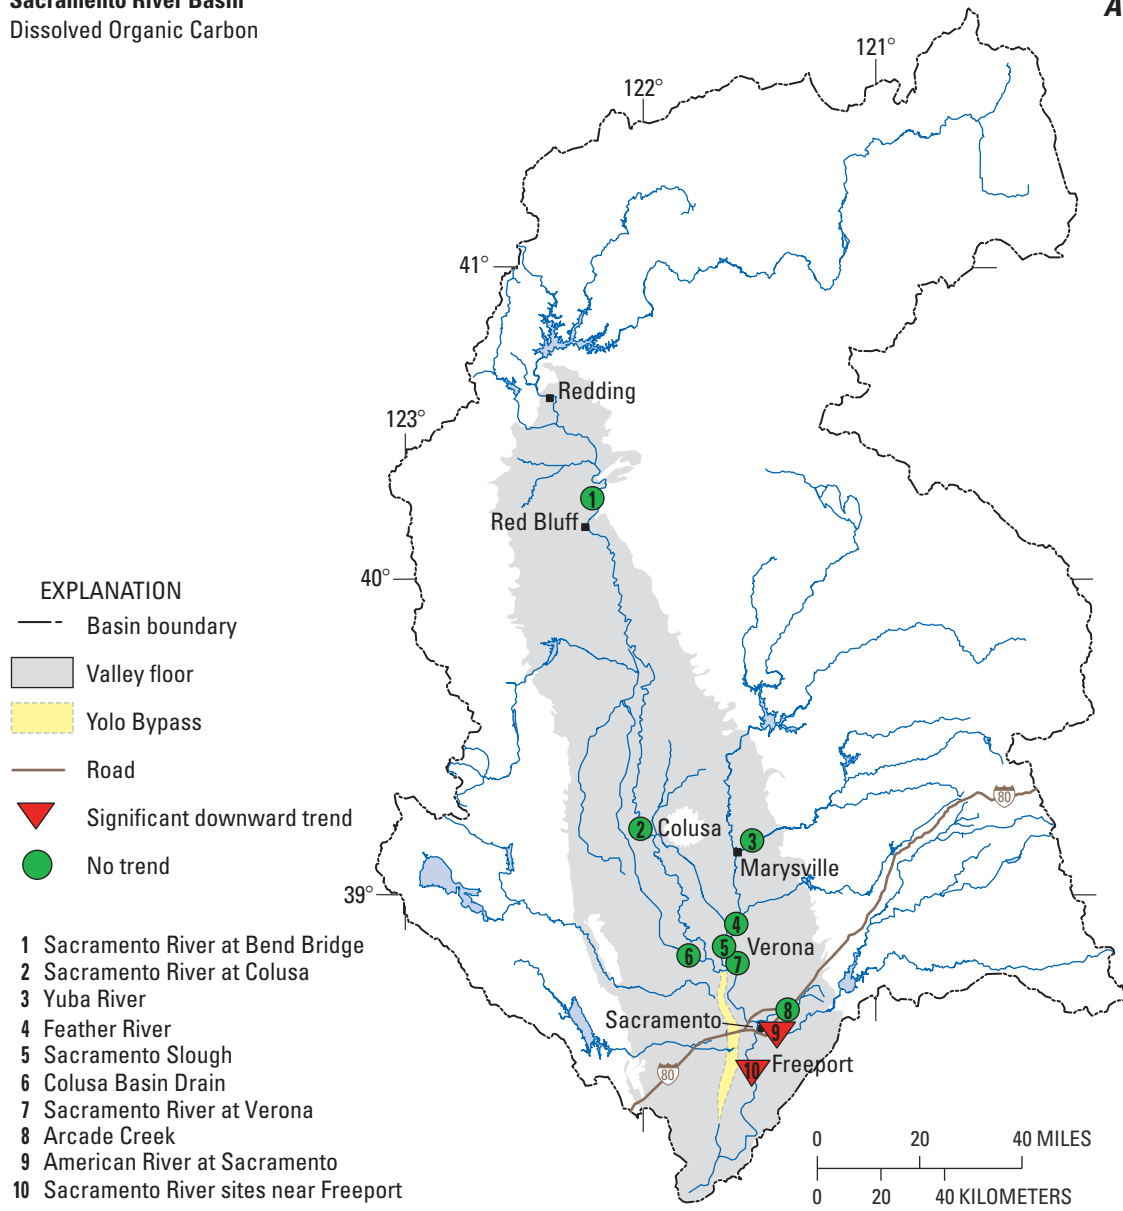 Sacramento River Basin
Dissolved Organic Carbon
A
121°
122°
41°
Redding
123°
1
Red Bluff
40°
EXPLANATION
Basin boundary
Valley floor
Yolo Bypass
Road
Significant downward trend
No trend
80
2 Colusa
3
Marysville
39°
4
5 Verona
6
7
8
Sacramento
9
10 Freeport
80
1 Sacramento River at Bend Bridge
2 Sacramento River at Colusa
3 Yuba River
4 Feather River
5 Sacramento Slough
6 Colusa Basin Drain
7 Sacramento River at Verona
8 Arcade Creek
9 American River at Sacramento
10 Sacramento River sites near Freeport
0 20 40 MILES
0 20 40 KILOMETERS